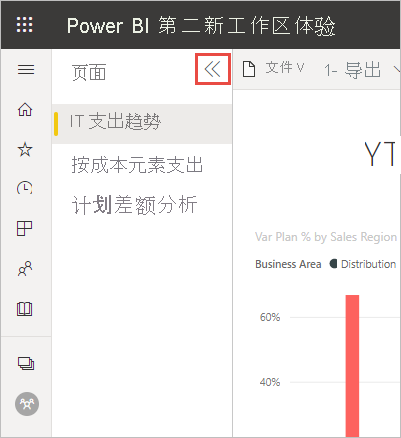 Power BI 第二新工作区体验
页面
文件 V
1- 导出
IT 支出趋势
按成本元素支出
计划差额分析
YT
Var Plan % by Sales Region
Business Area Distribution
60%
40%